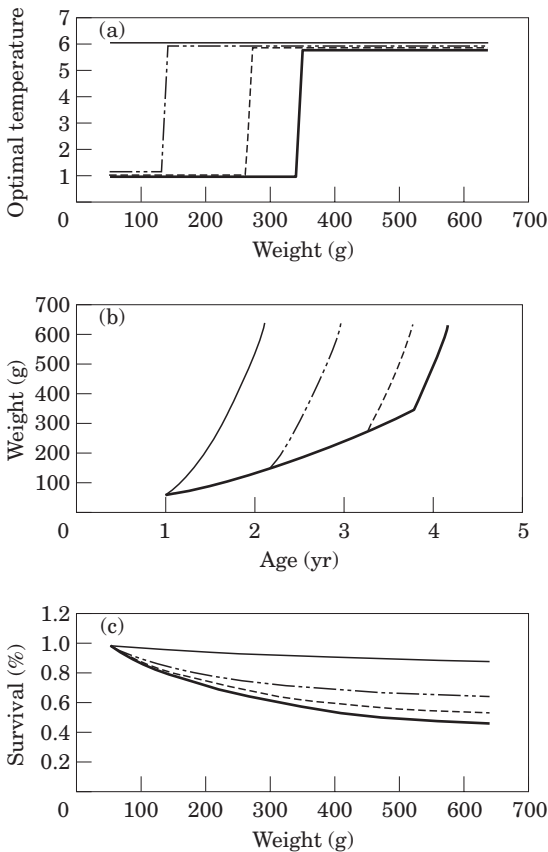 (a)
Optimal temperature
7
6
5
4
3
2
1
0 100 200 300 400 500 600 700
Weight (g)
(b)
Weight (g)
700
600
500
400
300
200
100
0 1 2 3 4 5
Age (yr)
(c)
Survival (%)
1.2
1.0
0.8
0.6
0.4
0.2
0 100 200 300 400 500 600 700
Weight (g)